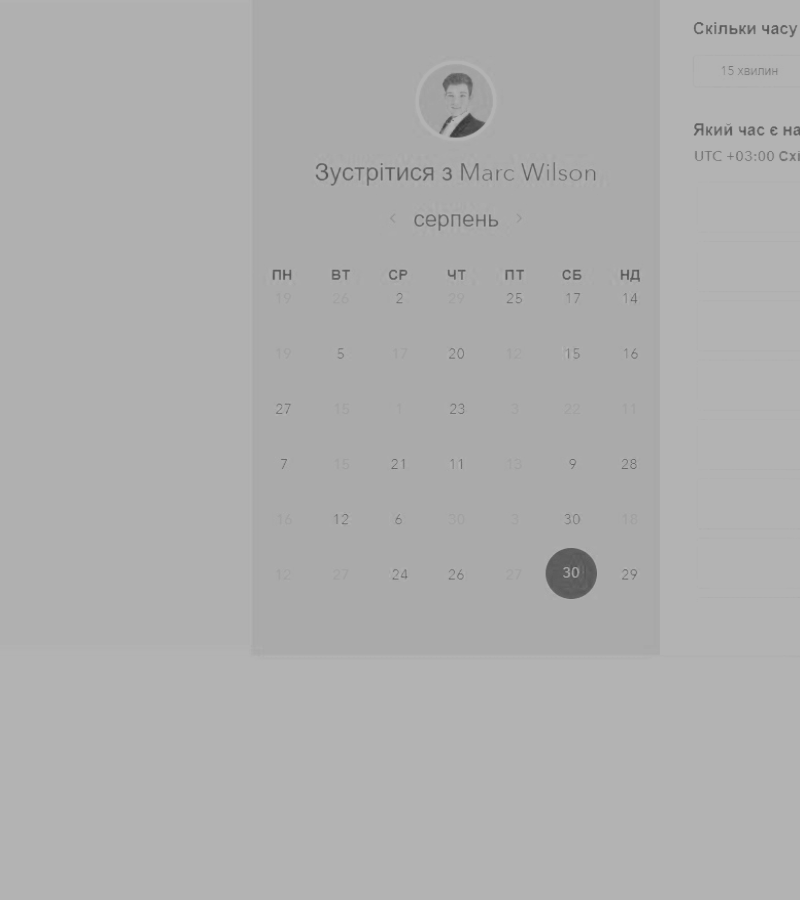 Скільки часу
15 хвилин
Який час є на
UTC +03:00 Схі
Зустрітися з Marc Wilson
серпень
ПН ВТ СР ЧТ ПТ СБ НД
19 26 2 29 25 17 14
19 5 17 20 12 15 16
27 15 1 23 3 22 11
7 15 21 11 13 9 28
16 12 6 30 3 30 18
12 27 24 26 27 30 29